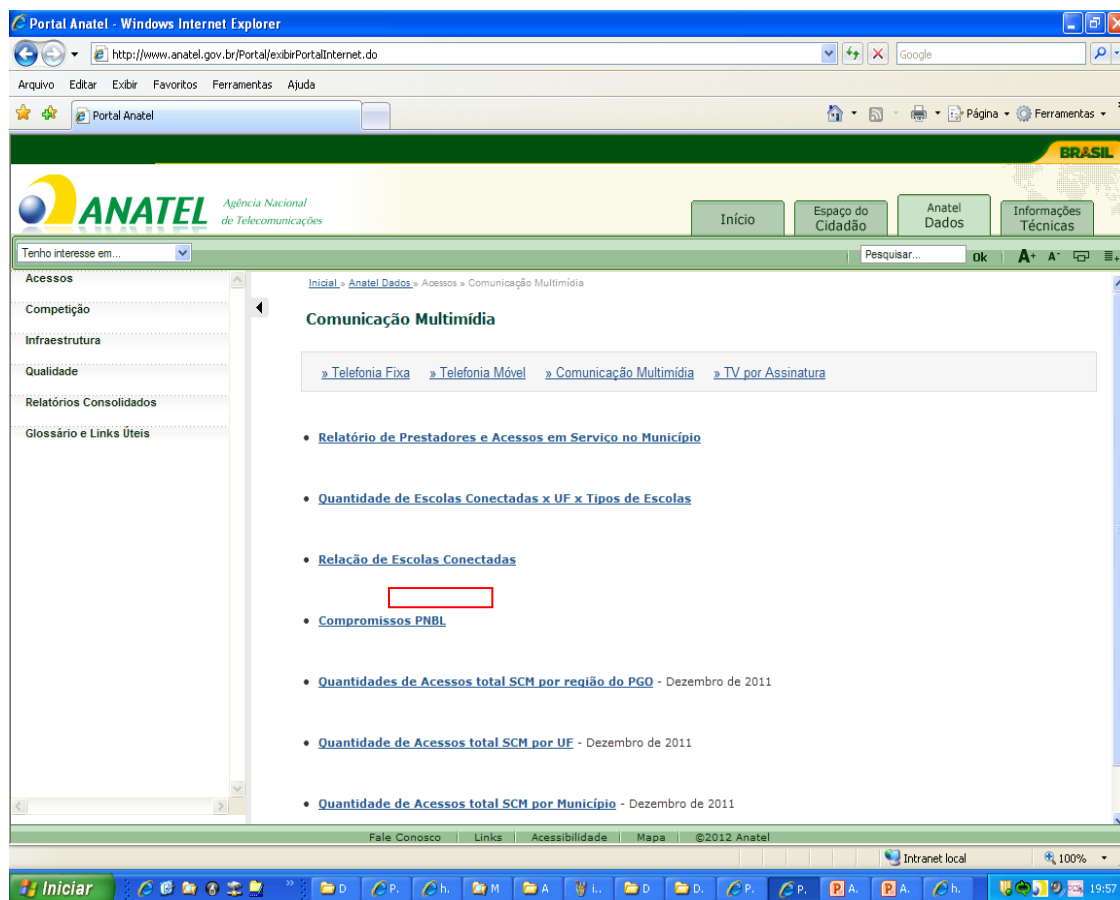 Portal Anatel - Windows Internet Explorer
http://www.anatel.gov.br/Portal/exibirPortalInternet.do
Google
Arquivo Editar Exibir Favoritos Ferramentas Ajuda
Portal Anatel
Página
Ferramentas
BRASIL
ANATEL
Agência Nacional
de Telecomunicações
Início
Espaço do
Cidadão
Anatel
Dados
Informações
Técnicas
Tenho interesse em...
Pesquisar...
Ok
A+ A-
Acessos
Competição
Infraestrutura
Qualidade
Relatórios Consolidados
Glossário e Links Úteis
Inicial » Anatel Dados » Acessos » Comunicação Multimídia
Comunicação Multimídia
» Telefonia Fixa » Telefonia Móvel » Comunicação Multimídia » TV por Assinatura
• Relatório de Prestadores e Acessos em Serviço no Município
• Quantidade de Escolas Conectadas x UF x Tipos de Escolas
• Relação de Escolas Conectadas
• Compromissos PNBL
• Quantidades de Acessos total SCM por região do PGO - Dezembro de 2011
• Quantidade de Acessos total SCM por UF - Dezembro de 2011
• Quantidade de Acessos total SCM por Município - Dezembro de 2011
Fale Conosco | Links | Acessibilidade | Mapa | ©2012 Anatel
Intranet local
100%
Iniciar
D P. h. M A i.. D D. P. P. A. A. h.
19:57